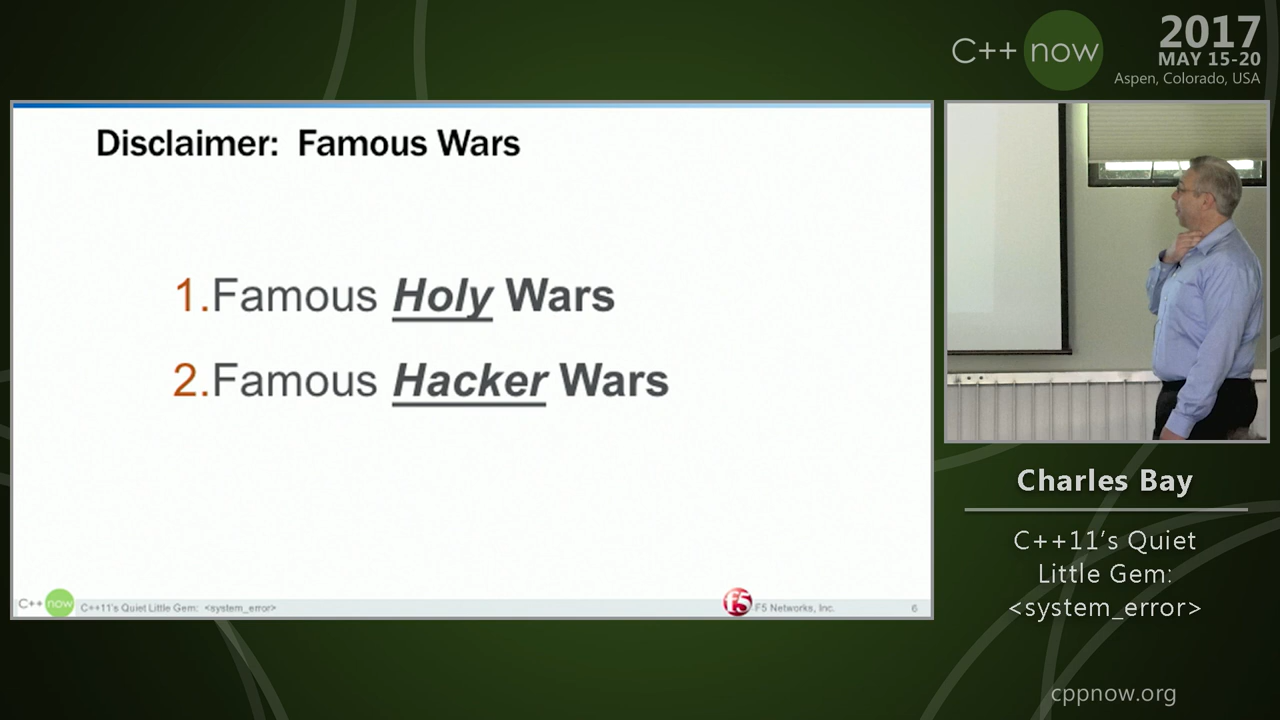 C++ now
2017
MAY 15-20
Aspen, Colorado, USA
Disclaimer: Famous Wars
1.Famous Holy Wars
2.Famous Hacker Wars
C++ now
C++11's Quiet Little Gem: <system_error>
f5
F5 Networks, Inc.
6
Charles Bay
C++11’s Quiet
Little Gem:
<system_error>
cppnow.org